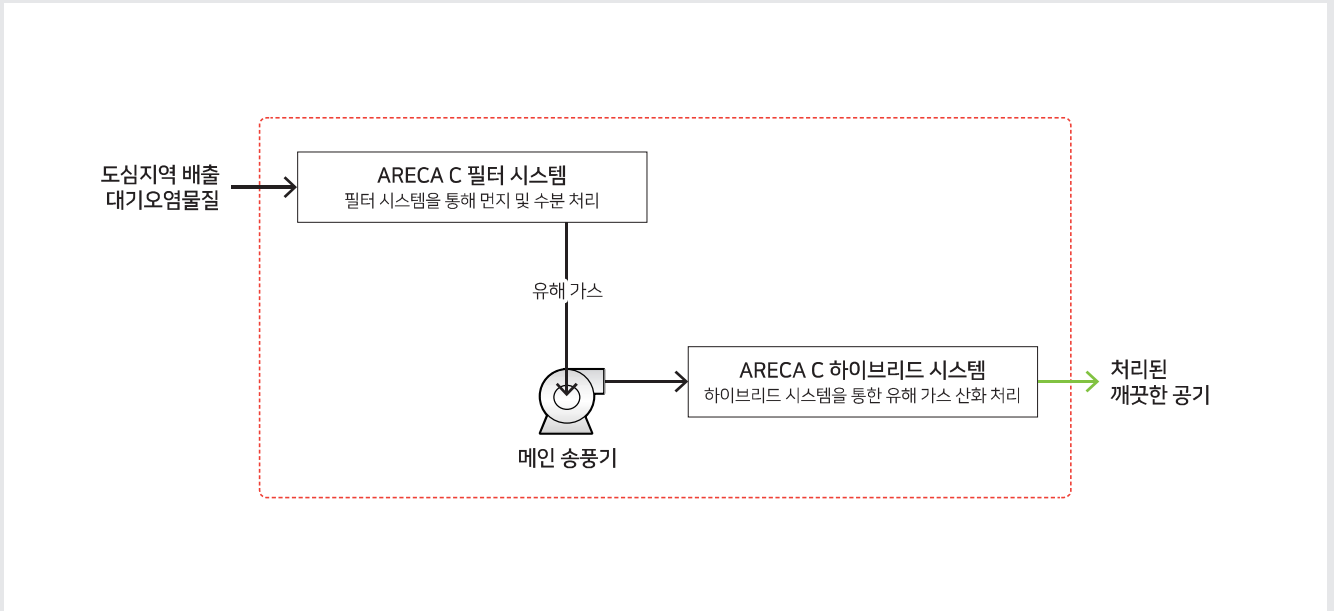 도심지역 배출
대기오염물질
ARECA C 필터 시스템
필터 시스템을 통해 먼지 및 수분 처리
유해 가스
메인 송풍기
ARECA C 하이브리드 시스템
하이브리드 시스템을 통한 유해 가스 산화 처리
처리된
깨끗한 공기